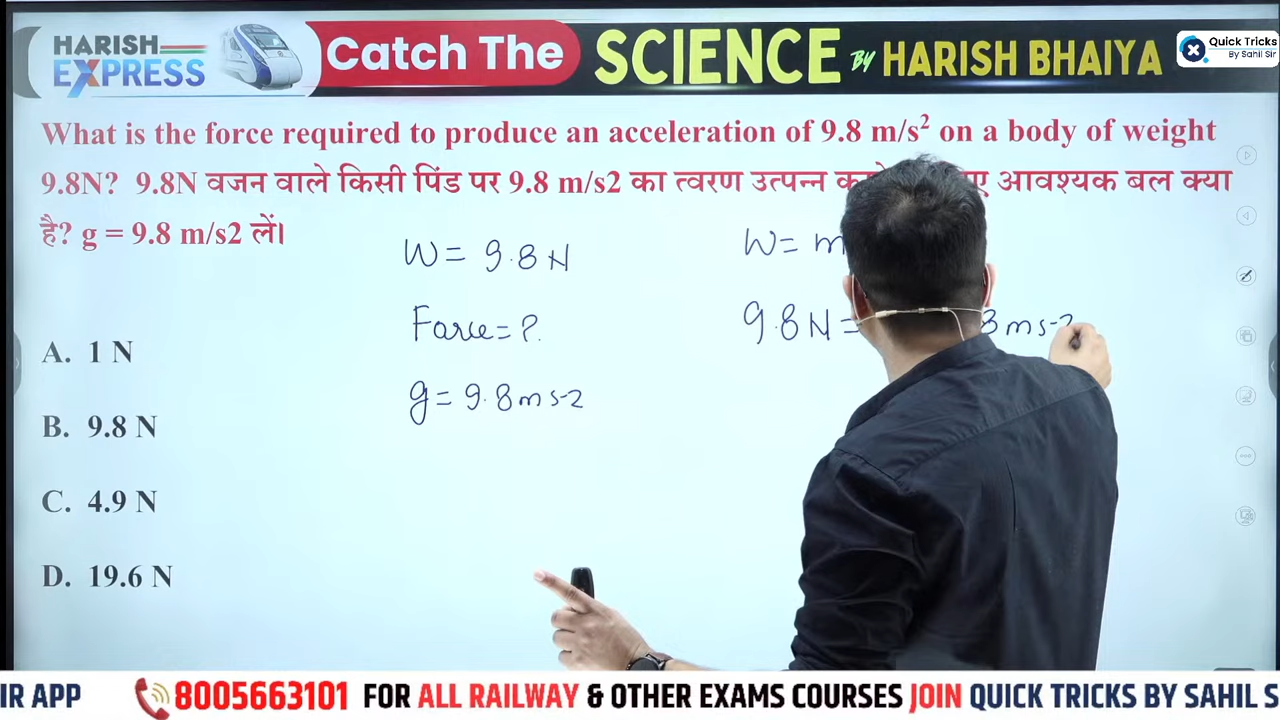 HARISH
EXPRESS
Catch The SCIENCE BY HARISH BHAIYA
Quick Tricks
By Sahil Sir
What is the force required to produce an acceleration of 9.8 m/s² on a body of weight
9.8N? 9.8N वजन वाले किसी पिंड पर 9.8 m/s2 का त्वरण उत्पन्न आवश्यक बल क्या
है? g = 9.8 m/s2 लें।
W = 9.8 N
W = m
Force = ?
9.8 N =
m s-2
g = 9.8 m s-2
A. 1 N
B. 9.8 N
C. 4.9 N
D. 19.6 N
IR APP 8005663101 FOR ALL RAILWAY & OTHER EXAMS COURSES JOIN QUICK TRICKS BY SAHIL S